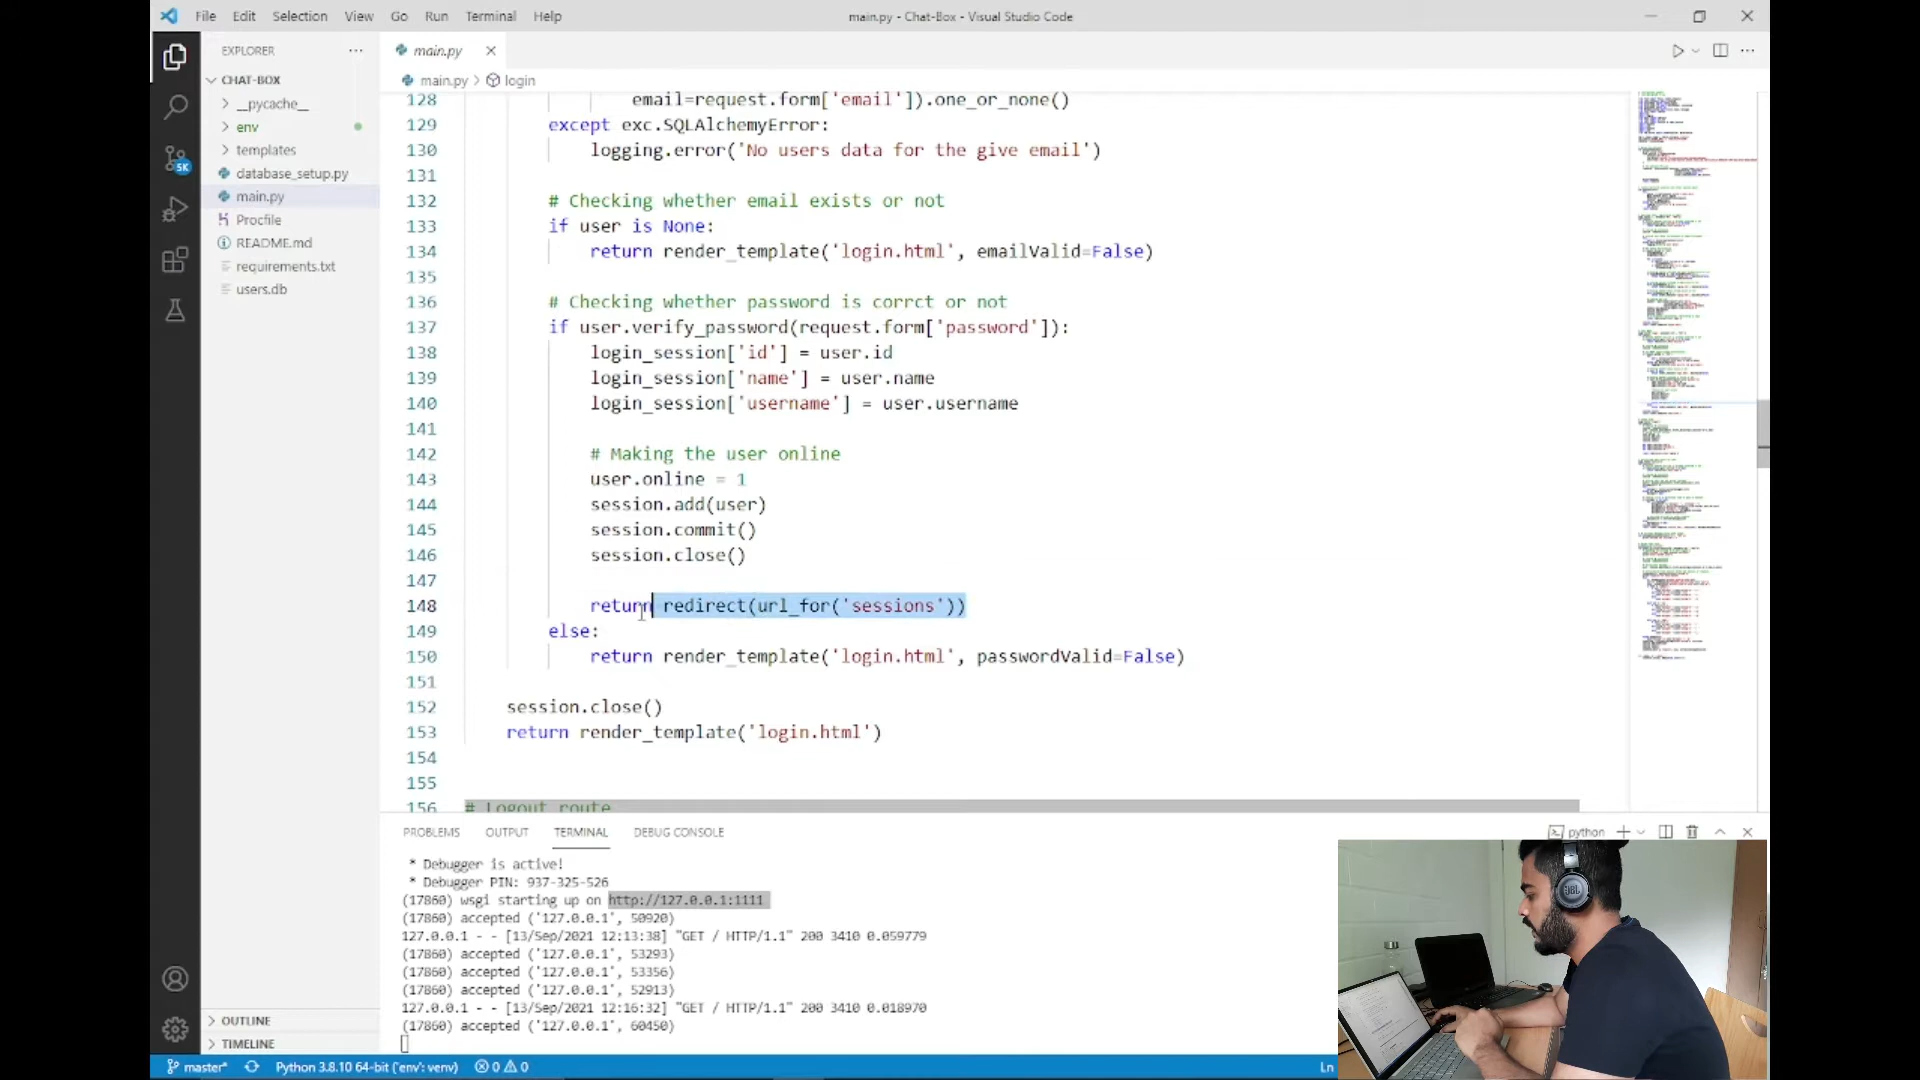 File Edit Selection View Go Run Terminal Help
main.py - Chat-Box - Visual Studio Code
EXPLORER
main.py
CHAT-BOX
main.py > login
__pycache__
env
templates
database_setup.py
main.py
Procfile
README.md
requirements.txt
users.db
5K
128 email=request.form['email']).one_or_none()
129 except exc.SQLAlchemyError:
130 logging.error('No users data for the give email')
131
132 # Checking whether email exists or not
133 if user is None:
134 return render_template('login.html', emailValid=False)
135
136 # Checking whether password is corrct or not
137 if user.verify_password(request.form['password']):
138 login_session['id'] = user.id
139 login_session['name'] = user.name
140 login_session['username'] = user.username
141
142 # Making the user online
143 user.online = 1
144 session.add(user)
145 session.commit()
146 session.close()
147
148 return redirect(url_for('sessions'))
149 else:
150 return render_template('login.html', passwordValid=False)
151
152 session.close()
153 return render_template('login.html')
154
155
156 # Logout route
PROBLEMS OUTPUT TERMINAL DEBUG CONSOLE
python
* Debugger is active!
* Debugger PIN: 937-325-526
(17860) wsgi starting up on http://127.0.0.1:1111
(17860) accepted ('127.0.0.1', 50920)
127.0.0.1 - - [13/Sep/2021 12:13:38] "GET / HTTP/1.1" 200 3410 0.059779
(17860) accepted ('127.0.0.1', 53293)
(17860) accepted ('127.0.0.1', 53356)
(17860) accepted ('127.0.0.1', 52913)
127.0.0.1 - - [13/Sep/2021 12:16:32] "GET / HTTP/1.1" 200 3410 0.018970
(17860) accepted ('127.0.0.1', 60450)
OUTLINE
TIMELINE
master* Python 3.8.10 64-bit ('env': venv) 0 0 Ln
JBL